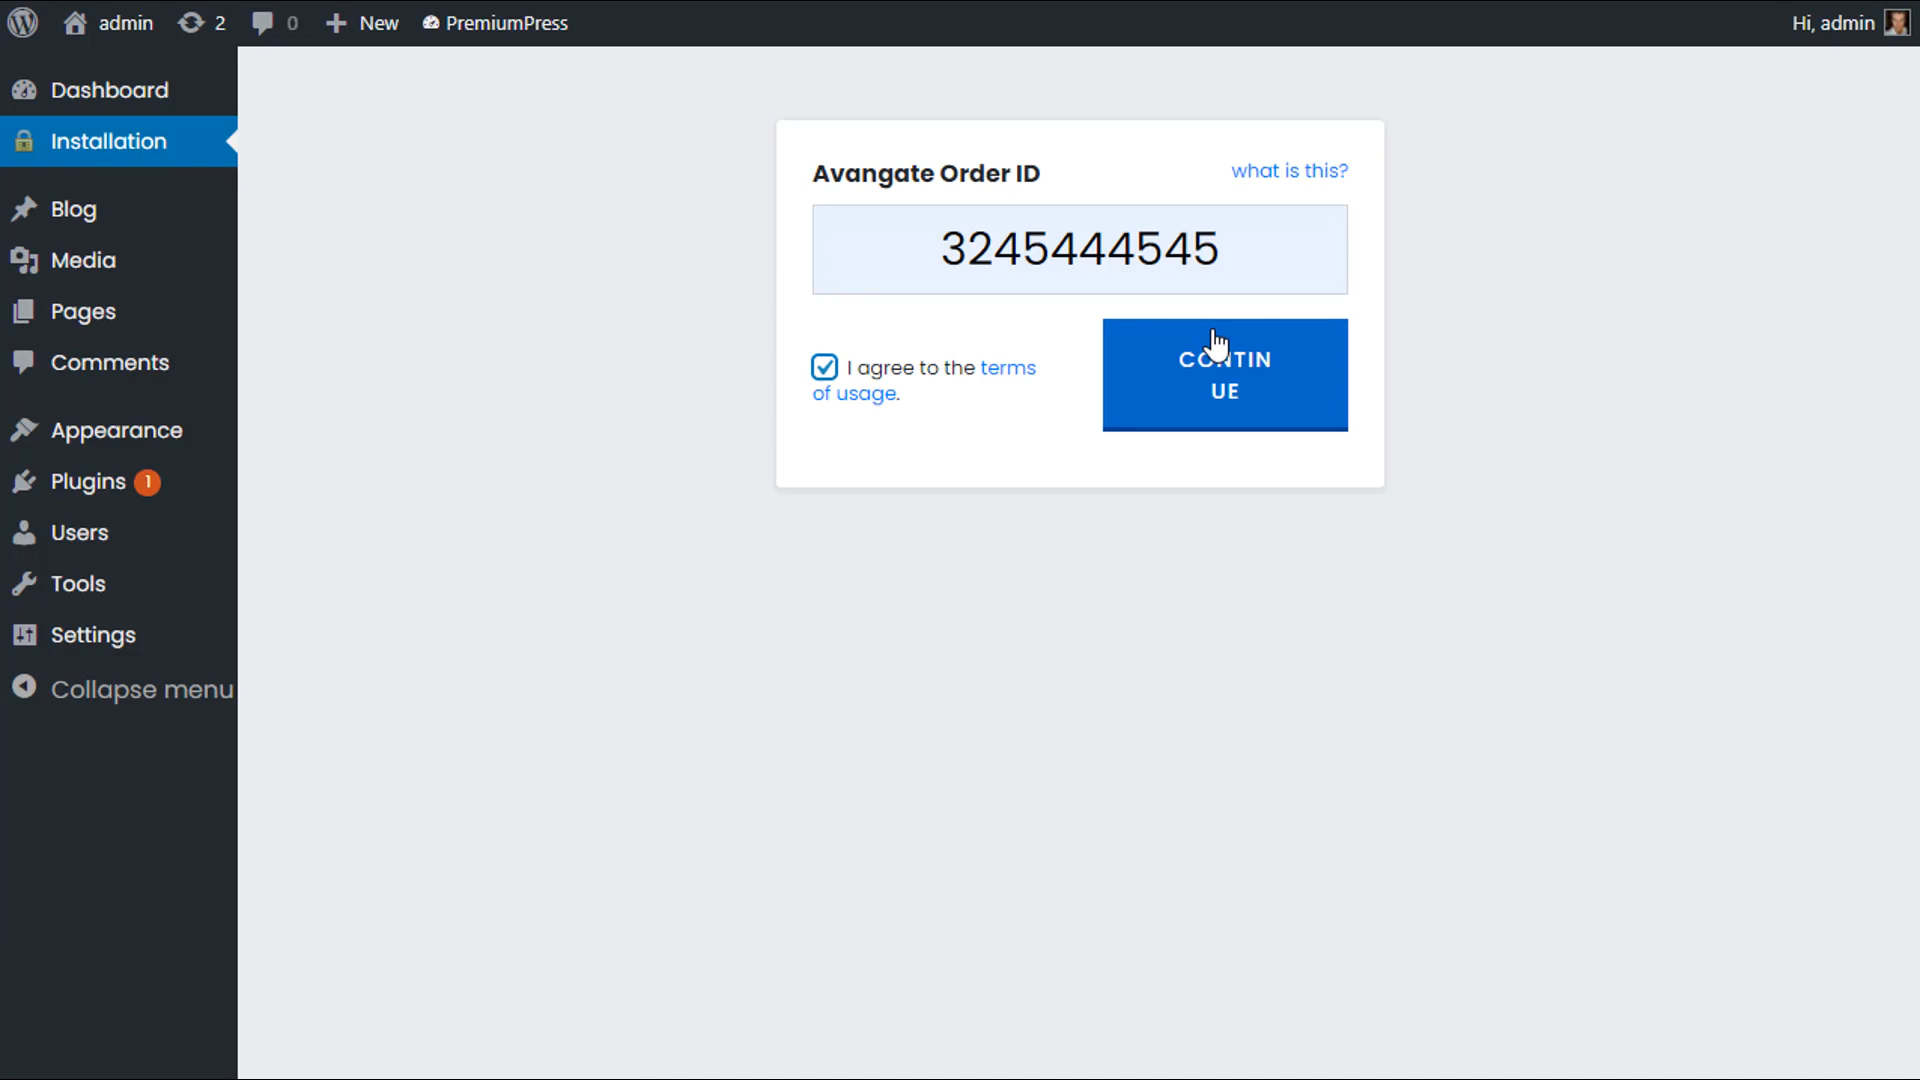 admin 2 0 New PremiumPress Hi, admin
Dashboard
Installation
Blog
Media
Pages
Comments
Appearance
Plugins 1
Users
Tools
Settings
Collapse menu
Avangate Order ID what is this?
3245444545
I agree to the terms
of usage.
CONTIN
UE